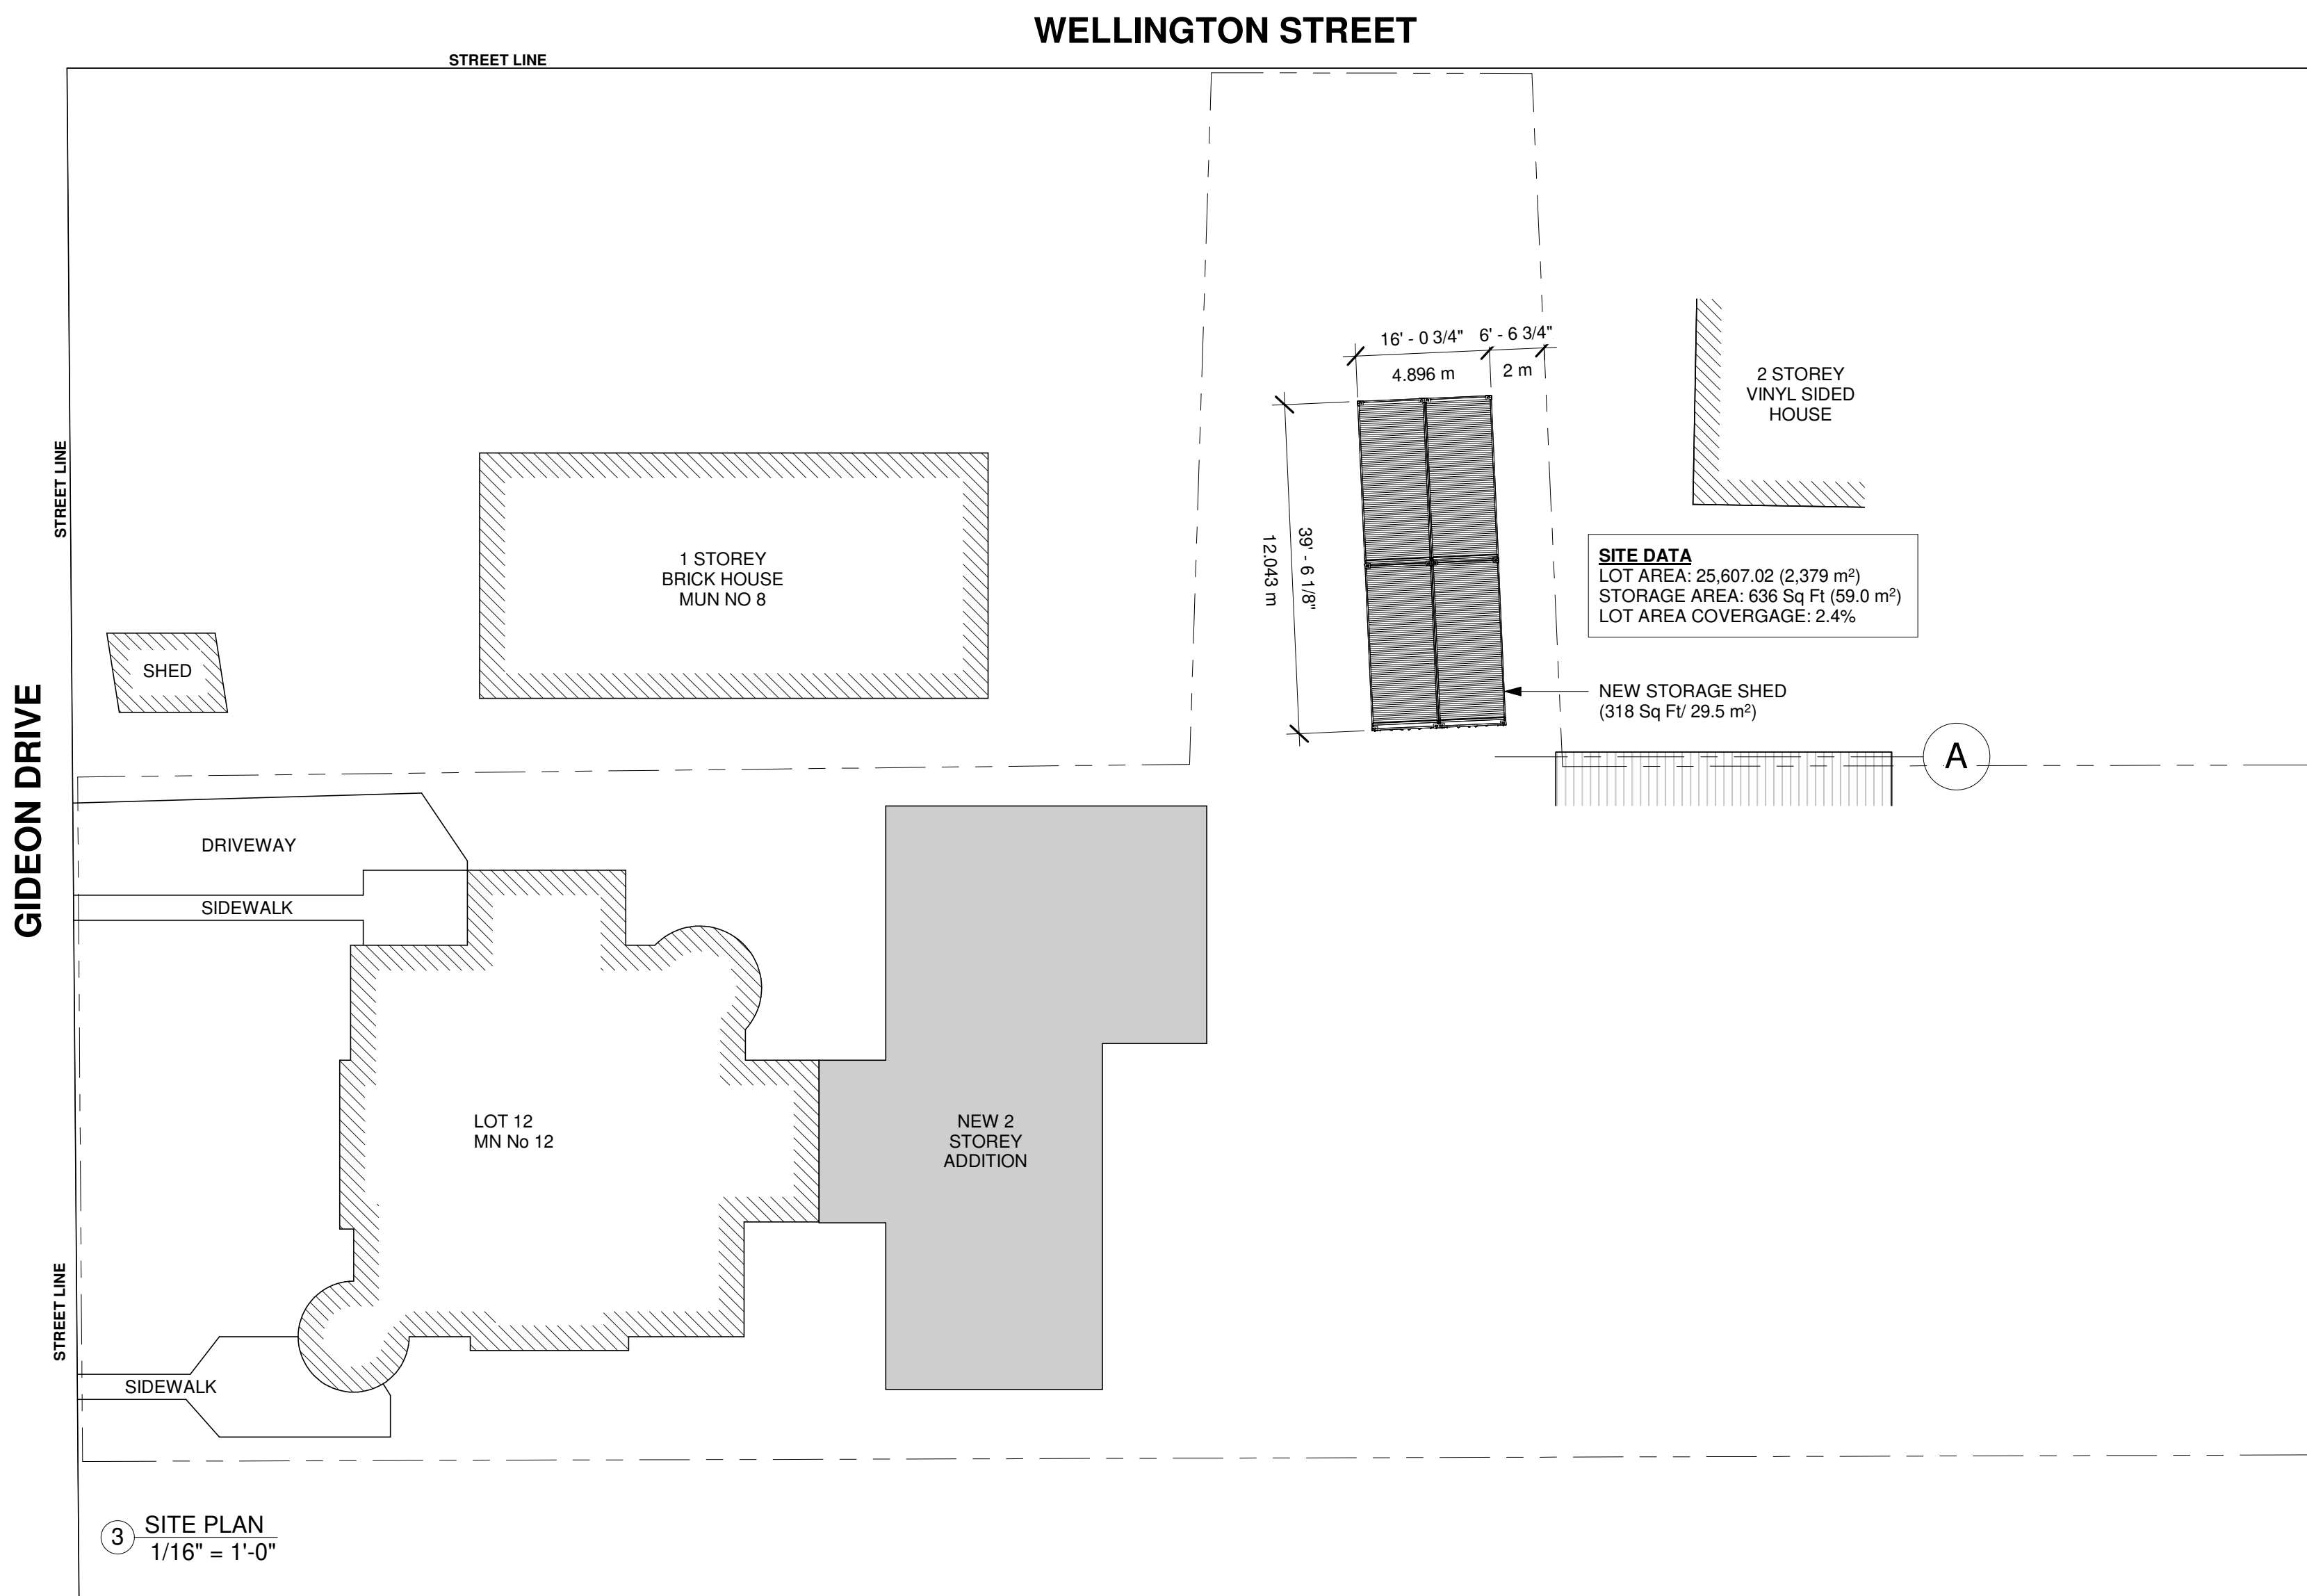 WELLINGTON STREET
STREET LINE
STREET LINE
GIDEON DRIVE
STREET LINE
16' - 0 3/4"
6' - 6 3/4"
4.896 m
2 m
39' - 6 1/8"
12.043 m
2 STOREY
VINYL SIDED
HOUSE
1 STOREY
BRICK HOUSE
MUN NO 8
SITE DATA
LOT AREA: 25,607.02 (2,379 m²)
STORAGE AREA: 636 Sq Ft (59.0 m²)
LOT AREA COVERGAGE: 2.4%
SHED
NEW STORAGE SHED
(318 Sq Ft/ 29.5 m²)
A
DRIVEWAY
SIDEWALK
LOT 12
MN No 12
NEW 2
STOREY
ADDITION
SIDEWALK
3
SITE PLAN
1/16" = 1'-0"